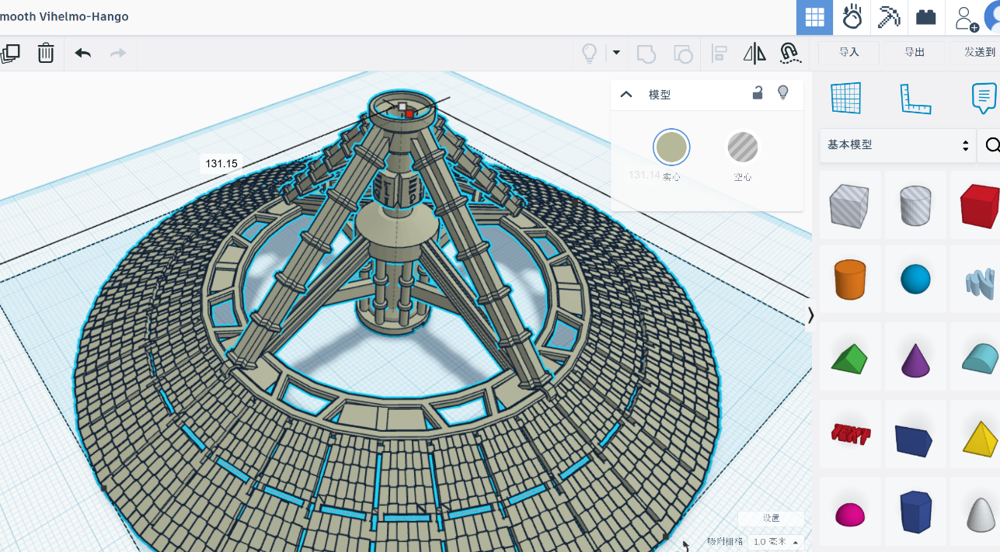 mooth Vihelmo-Hango
导入
导出
发送到
131.15
模型
131.14
实心
空心
基本模型
TEXT
设置
吸附栅格
1.0 毫米